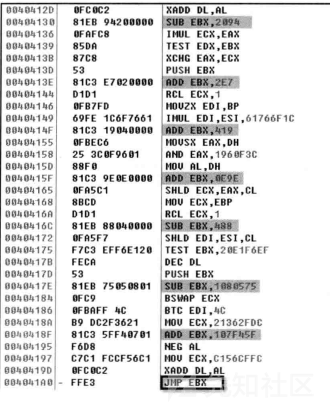 0040412D 0FC0C2 XADD DL,AL
00404130 81EB 94200000 SUB EBX,2094
00404136 0FAFC8 IMUL ECX,EAX
00404139 85DA TEST EDX,EBX
0040413B 87C8 XCHG EAX,ECX
0040413D 53 PUSH EBX
0040413E 81C3 E7020000 ADD EBX,2E7
00404144 D1D1 RCL ECX,1
00404146 0FB7FD MOVZX EDI,BP
00404149 69FE 1C6F7661 IMUL EDI,ESI,61766F1C
0040414F 81C3 19040000 ADD EBX,419
00404155 0FBEC6 MOVSX EAX,DH
00404158 25 3C0F9601 AND EAX,1960F3C
0040415D 88F0 MOV AL,DH
0040415F 81C3 9E0E0000 ADD EBX,0E9E
00404165 0FA5C1 SHLD ECX,EAX,CL
00404168 8BCD MOV ECX,EBP
0040416A D1D1 RCL ECX,1
0040416C 81EB 88040000 SUB EBX,488
00404172 0FA5F7 SHLD EDI,ESI,CL
00404175 F7C3 EFF6E120 TEST EBX,20E1F6EF
0040417B FECA DEC DL
0040417D 53 PUSH EBX
0040417E 81EB 75050801 SUB EBX,1080575
00404184 0FC9 BSWAP ECX
00404186 0FBAFF 4C BTC EDI,4C
0040418A B9 DC2F3621 MOV ECX,21362FDC
0040418F 81C3 5FF40701 ADD EBX,107F45F
00404195 F6D8 NEG AL
00404197 C7C1 FCCF56C1 MOV ECX,C156CFFC
0040419D 0FC0C2 XADD DL,AL
004041A0 - FFE3 JMP EBX